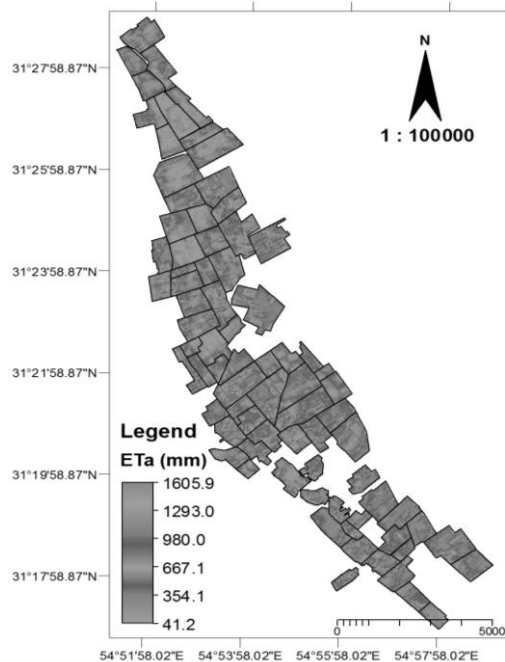 N
1 : 100000
31°27'58.87"N
31°25'58.87"N
31°23'58.87"N
31°21'58.87"N
31°19'58.87"N
31°17'58.87"N
Legend
ETa (mm)
1605.9
1293.0
980.0
667.1
354.1
41.2
0 5000
54°51'58.02"E 54°53'58.02"E 54°55'58.02"E 54°57'58.02"E